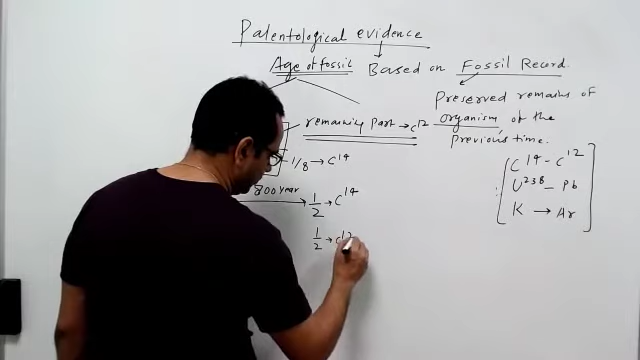 Palentological evidence
Age of fossil Based on Fossil Record.
Preserved remains of
organism of the
previous time.
remaining part → C12
1/8 → C14
800 year 1/2 → C14
1/2 → C12
C14 - C12
U238 - Pb
K → Ar